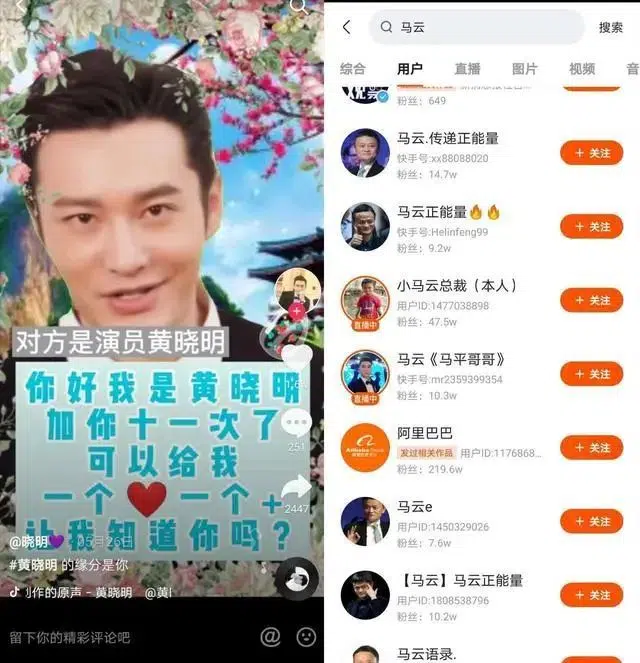 对方是演员黄晓明
你好我是黄晓明
加你十一次了
可以给我
一个❤️一个+
让我知道你吗?
@晓明💜 · 05月26日
#黄晓明 的缘分是你
251
2447
留下你的精彩评论吧
马云
搜索
综合
用户
直播
图片
视频
音
粉丝:649
马云.传递正能量
快手号:xx88088020
粉丝:14.7w
+ 关注
马云正能量🔥🔥
快手号:Helinfeng99
粉丝:9.2w
+ 关注
小马云总裁(本人)
用户ID:1477038898
粉丝:47.5w
直播中
+ 关注
马云《马平哥哥》
快手号:mr2359399354
粉丝:10.3w
直播中
+ 关注
阿里巴巴
发过相关作品 用户ID:1176868...
粉丝:219.6w
+ 关注
马云e
用户ID:1450329026
粉丝:7.6w
+ 关注
【马云】马云正能量
用户ID:1808538796
粉丝:10.2w
+ 关注
马云语录.